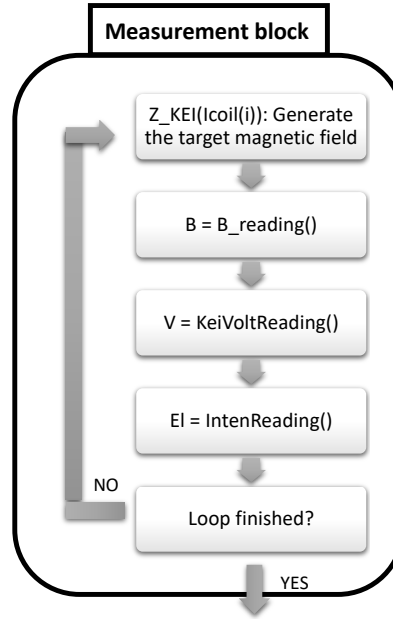 Measurement block
Z_KEI(Icoil(i)): Generate
the target magnetic field
B = B_reading()
V = KeiVoltReading()
El = IntenReading()
NO
Loop finished?
YES